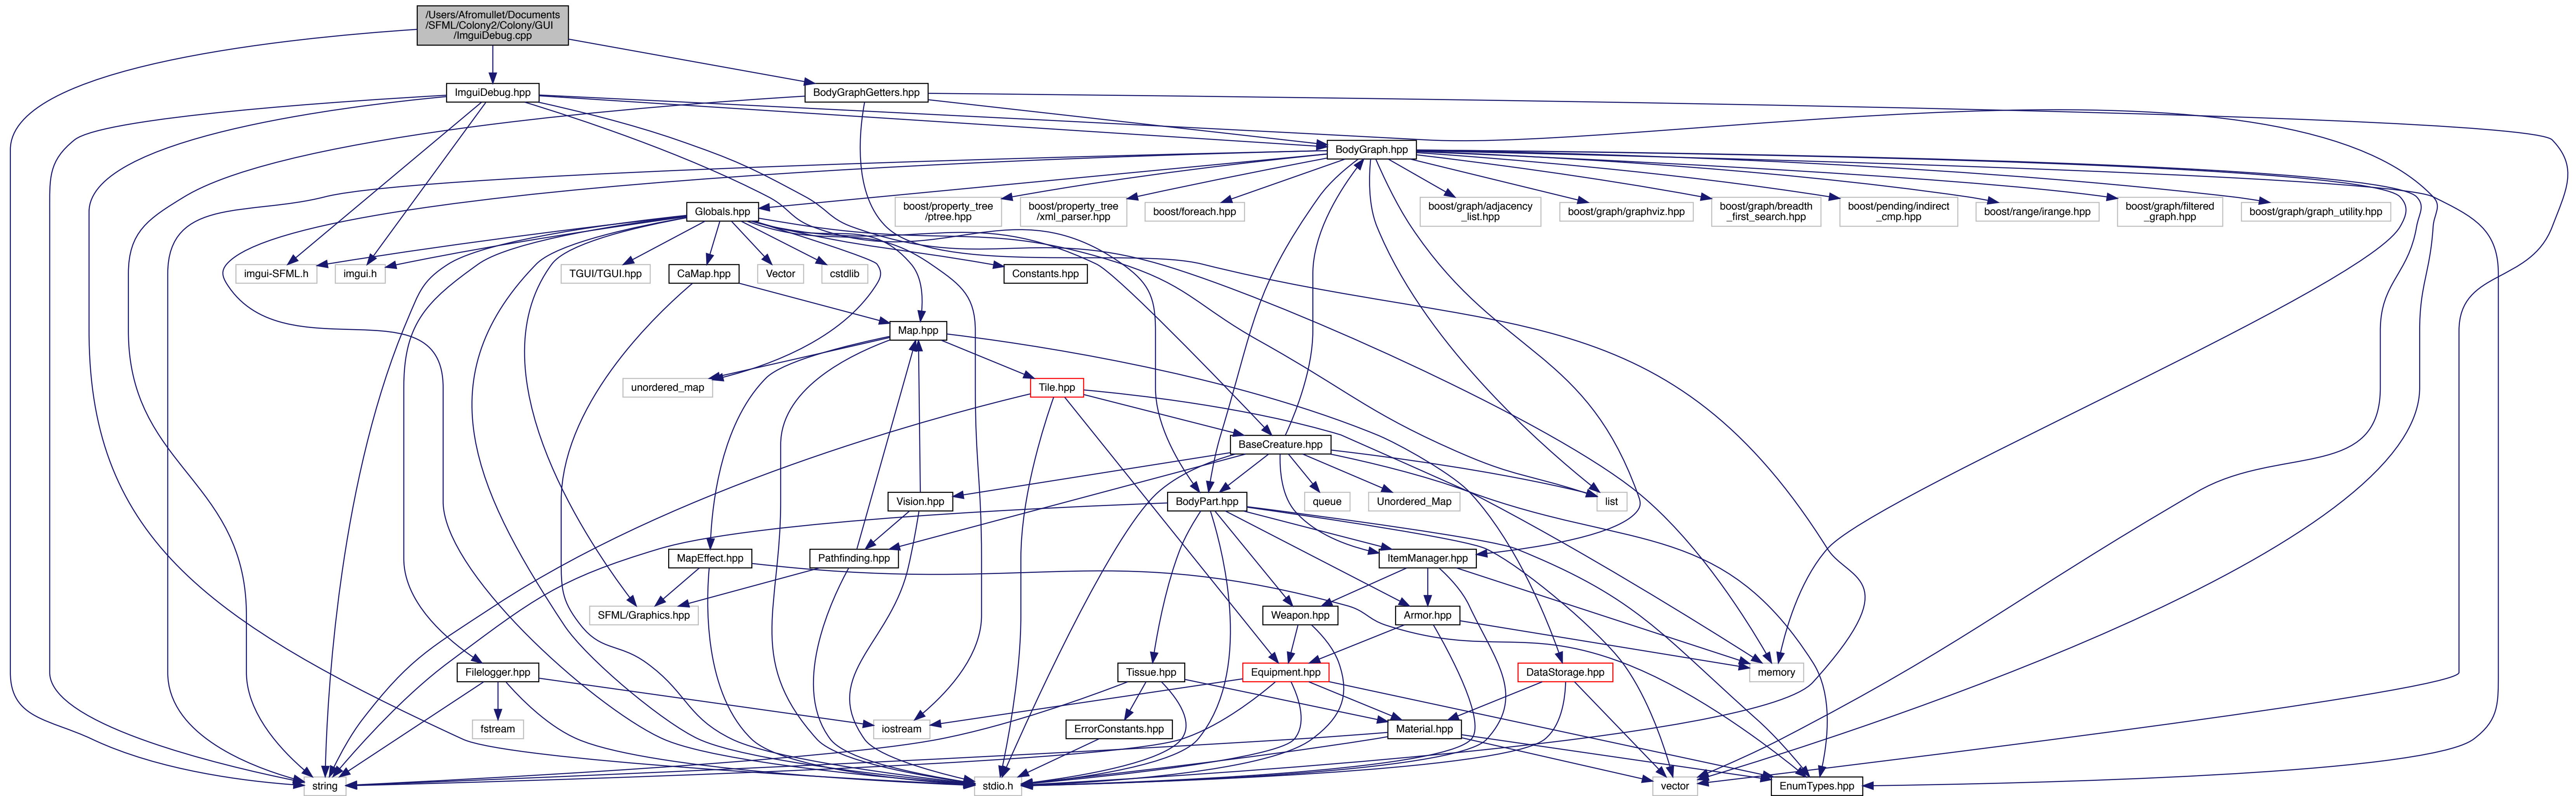 /Users/Afromullet/Documents
/SFML/Colony2/Colony/GUI
/ImguiDebug.cpp
ImguiDebug.hpp
BodyGraphGetters.hpp
BodyGraph.hpp
Globals.hpp
boost/property_tree
/ptree.hpp
boost/property_tree
/xml_parser.hpp
boost/foreach.hpp
boost/graph/adjacency
_list.hpp
boost/graph/graphviz.hpp
boost/graph/breadth
_first_search.hpp
boost/pending/indirect
_cmp.hpp
boost/range/irange.hpp
boost/graph/filtered
_graph.hpp
boost/graph/graph_utility.hpp
imgui-SFML.h
imgui.h
TGUI/TGUI.hpp
CaMap.hpp
Vector
cstdlib
Constants.hpp
Map.hpp
unordered_map
Tile.hpp
BaseCreature.hpp
Vision.hpp
BodyPart.hpp
queue
Unordered_Map
list
MapEffect.hpp
Pathfinding.hpp
ItemManager.hpp
SFML/Graphics.hpp
Weapon.hpp
Armor.hpp
Filelogger.hpp
Tissue.hpp
Equipment.hpp
DataStorage.hpp
memory
fstream
iostream
ErrorConstants.hpp
Material.hpp
string
stdio.h
vector
EnumTypes.hpp